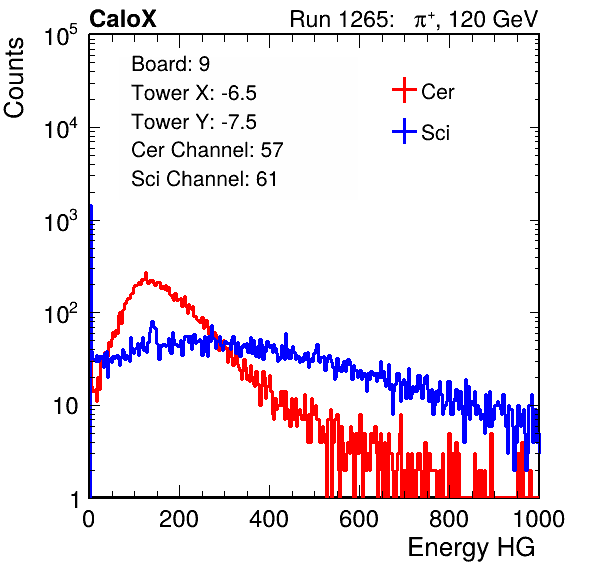 CaloX Run 1265: π⁺, 120 GeV
Board: 9
Tower X: -6.5
Tower Y: -7.5
Cer Channel: 57
Sci Channel: 61
Cer
Sci
Counts
10⁵
10⁴
10³
10²
10
1
0 200 400 600 800 1000
Energy HG